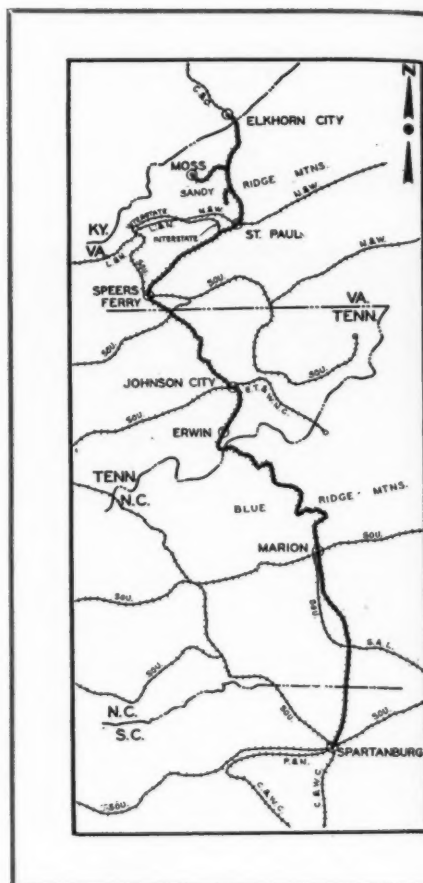 N
C.&O.
ELKHORN CITY
MOSS
SANDY RIDGE MTNS.
N.&W.
INTERSTATE
N.&W.
L.&N.
INTERSTATE
ST. PAUL
KY.
VA.
L.&N.
SOU.
N.&W.
SPEERS
FERRY
SOU.
VA.
TENN.
SOU.
SOU.
JOHNSON CITY
E.T.&W.N.C.
SOU.
ERWIN
TENN.
N.C.
BLUE RIDGE MTNS.
MARION
SOU.
SOU.
SOU.
S.A.L.
SOU.
N.C.
S.C.
SOU.
SOU.
SPARTANBURG
P.&N.
SOU.
C.&W.C.
C.&W.C.